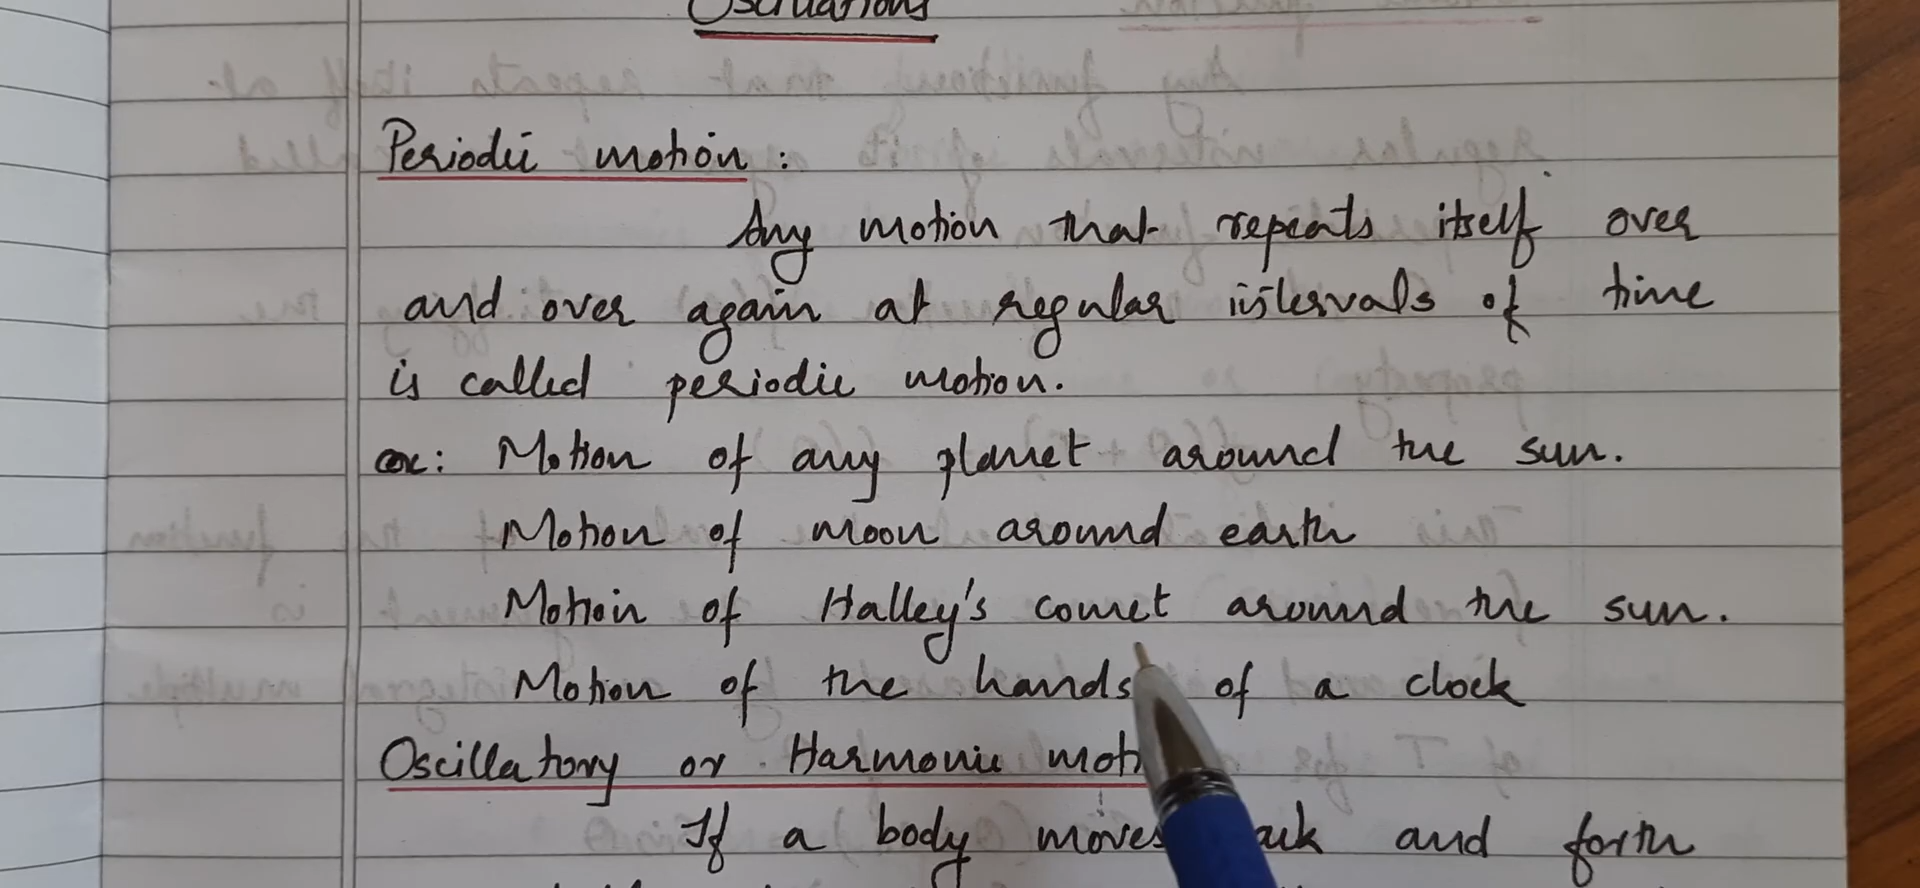 Oscillations
Periodic motion :
Any motion that repeats itself over
and over again at regular intervals of time
is called periodic motion.
ex: Motion of any planet around the sun.
Motion of moon around earth
Motion of Halley's comet around the sun.
Motion of the hands of a clock
Oscillatory or Harmonic moti
If a body moves and forth